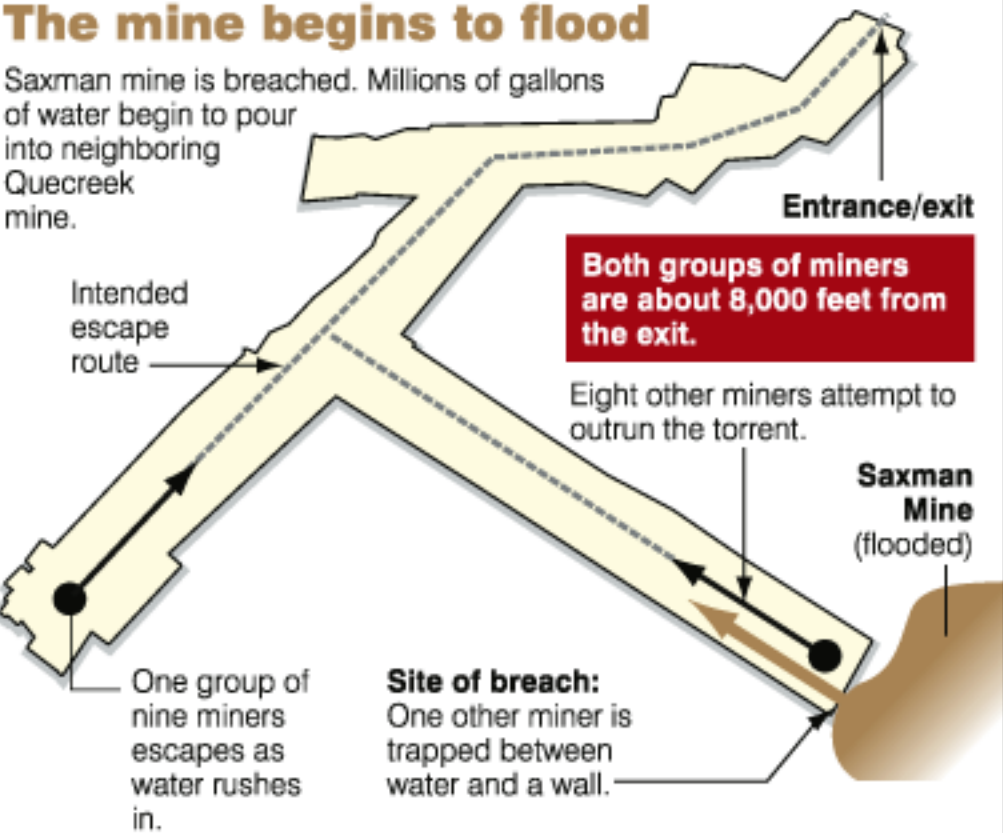 The mine begins to flood
Saxman mine is breached. Millions of gallons
of water begin to pour
into neighboring
Quecreek
mine.
Entrance/exit
Both groups of miners
are about 8,000 feet from
the exit.
Intended
escape
route
Eight other miners attempt to
outrun the torrent.
Saxman
Mine
(flooded)
One group of
nine miners
escapes as
water rushes
in.
Site of breach:
One other miner is
trapped between
water and a wall.